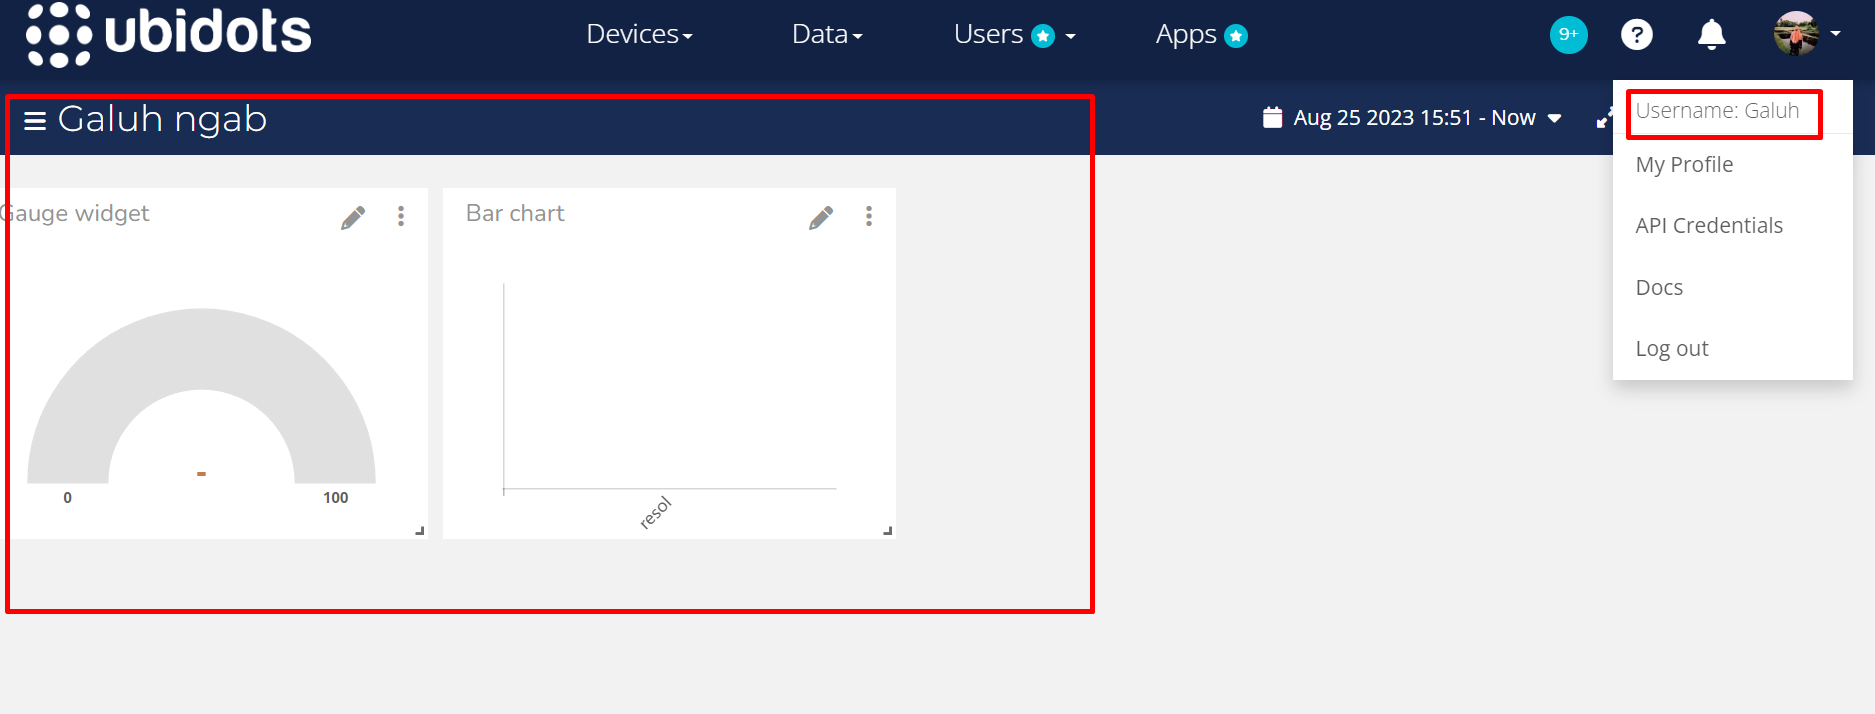 ubidots
Devices
Data
Users
Apps
9+
?
Galuh ngab
Aug 25 2023 15:51 - Now
Username: Galuh
My Profile
API Credentials
Docs
Log out
Gauge widget
0
-
100
Bar chart
resol